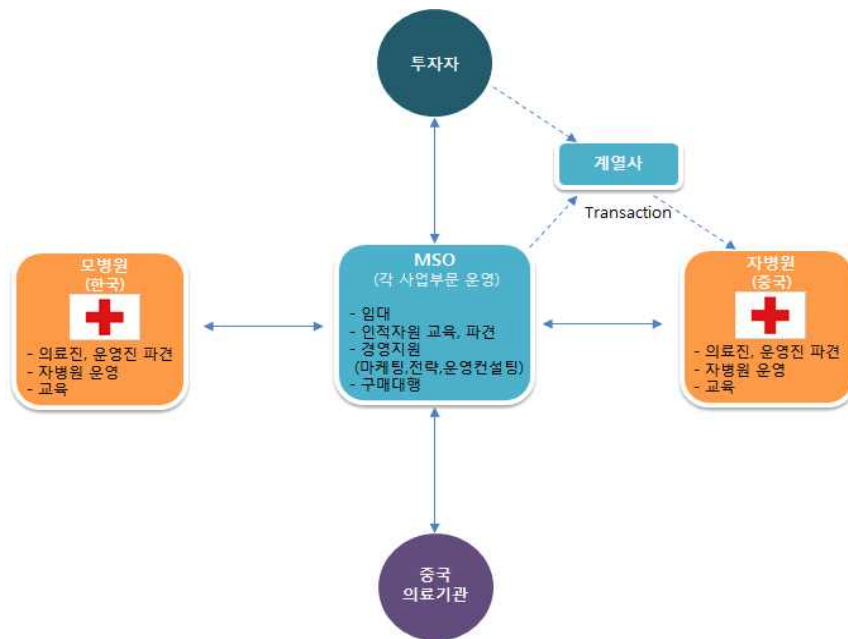 투자자
계열사
Transaction
모병원
(한국)
- 의료진, 운영진 파견
- 자병원 운영
- 교육
MSO
(각 사업부문 운영)
- 임대
- 인적자원 교육, 파견
- 경영지원
(마케팅,전략,운영컨설팅)
- 구매대행
자병원
(중국)
- 의료진, 운영진 파견
- 자병원 운영
- 교육
중국
의료기관